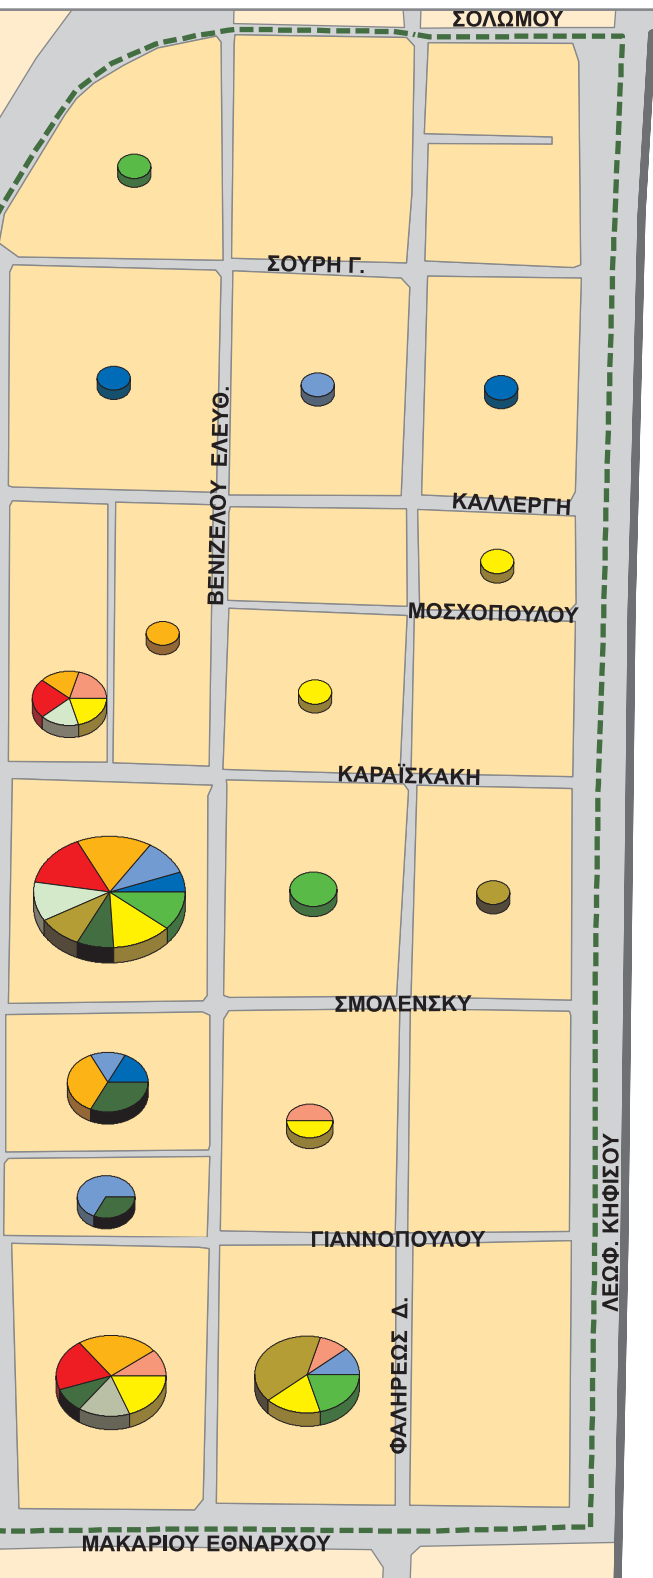 ΣΟΛΩΜΟΥ
ΣΟΥΡΗ Γ.
ΒΕΝΙΖΕΛΟΥ ΕΛΕΥΘ.
ΚΑΛΛΕΡΓΗ
ΜΟΣΧΟΠΟΥΛΟΥ
ΚΑΡΑΪΣΚΑΚΗ
ΣΜΟΛΕΝΣΚΥ
ΛΕΩΦ. ΚΗΦΙΣΟΥ
ΓΙΑΝΝΟΠΟΥΛΟΥ
ΦΑΛΗΡΕΩΣ Δ.
ΜΑΚΑΡΙΟΥ ΕΘΝΑΡΧΟΥ